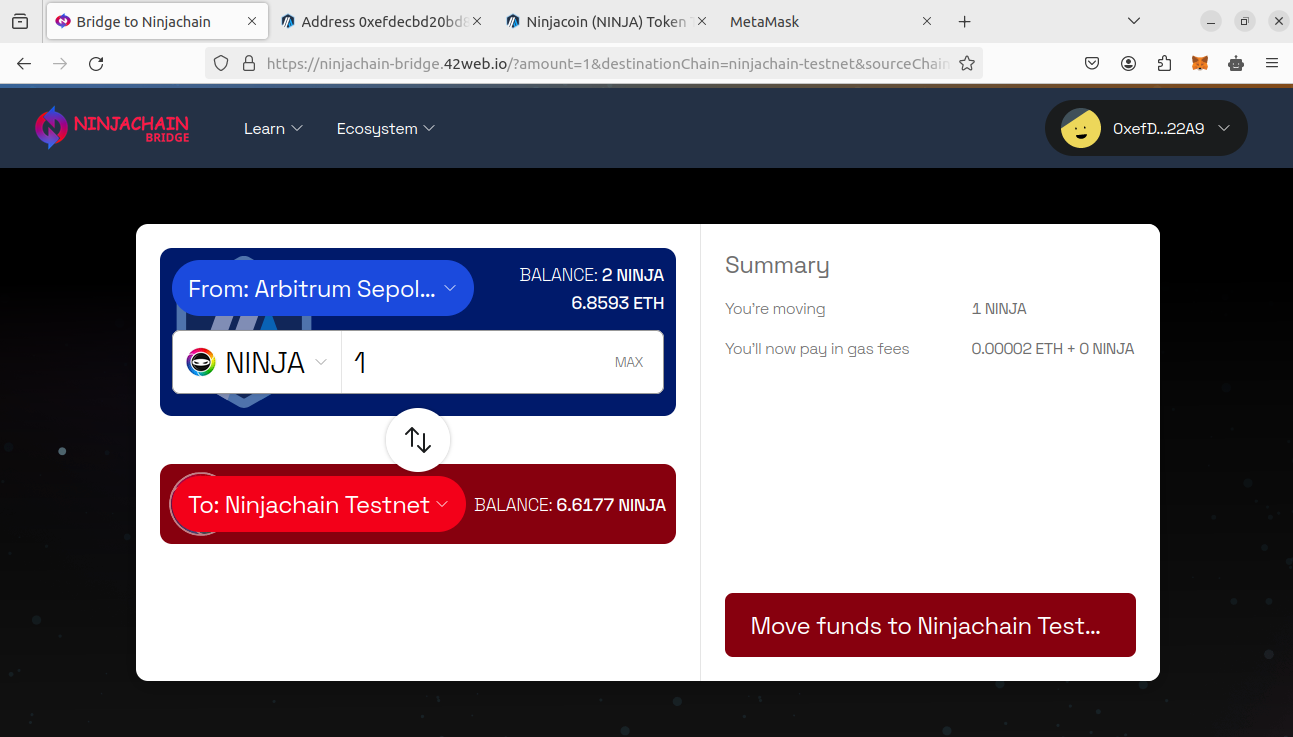 Bridge to Ninjachain
Address 0xefdecbd20bd8
Ninjacoin (NINJA) Token T
MetaMask
https://ninjachain-bridge.42web.io/?amount=1&destinationChain=ninjachain-testnet&sourceChain
NINJACHAIN
BRIDGE
Learn
Ecosystem
0xefD...22A9
From: Arbitrum Sepol...
BALANCE: 2 NINJA
6.8593 ETH
NINJA
1
MAX
To: Ninjachain Testnet
BALANCE: 6.6177 NINJA
Summary
You're moving
1 NINJA
You'll now pay in gas fees
0.00002 ETH + 0 NINJA
Move funds to Ninjachain Test...